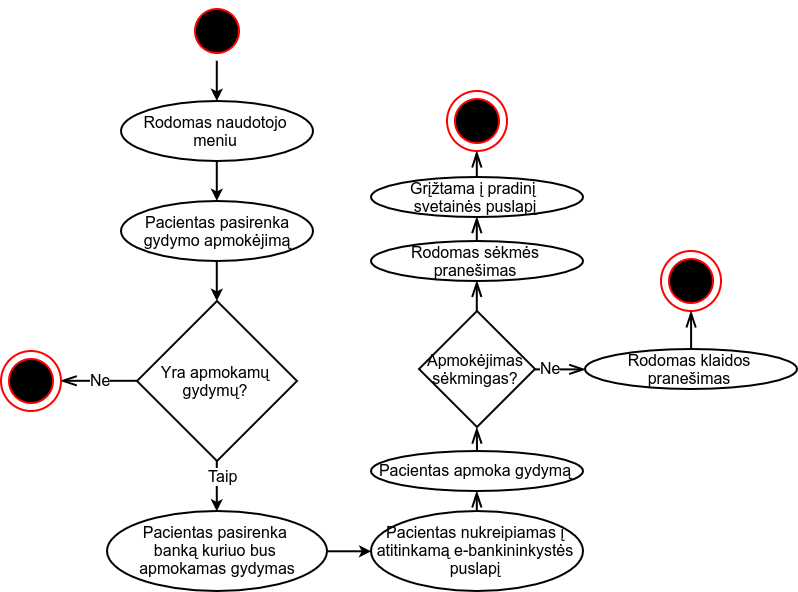 Rodomas naudotojo
meniu
Pacientas pasirenka
gydymo apmokėjimą
Yra apmokamų
gydymų?
Ne
Taip
Pacientas pasirenka
banką kuriuo bus
apmokamas gydymas
Pacientas nukreipiamas į
atitinkamą e-bankininkystės
puslapį
Pacientas apmoka gydymą
Apmokėjimas
sėkmingas?
Ne
Rodomas klaidos
pranešimas
Rodomas sėkmės
pranešimas
Grįžtama į pradinį
svetainės puslapį